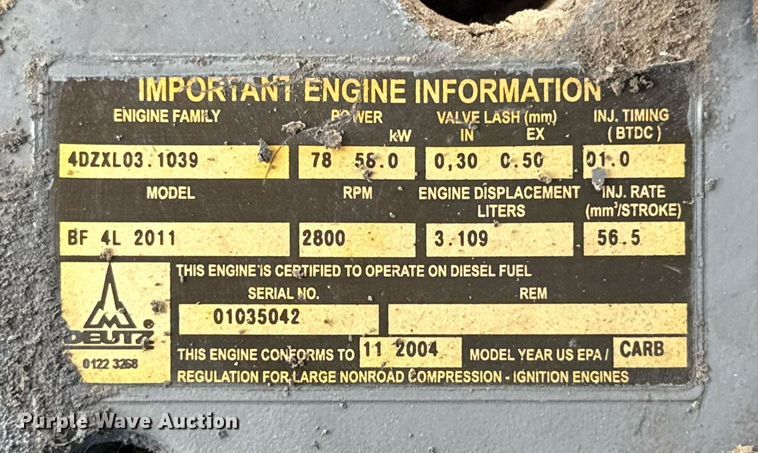 IMPORTANT ENGINE INFORMATION
ENIGINE FAMILY POWER kW VALVE LASH (mm) IN EX INJ. TIMING (BTDC)
4DZXL03.1039 78 58.0 0,30 0.50 01.0
MODEL RPM ENGINE DISPLACEMENT LITERS INJ. RATE (mm³/STROKE)
BF 4L 2011 2800 3.109 56.5
THIS ENGINE IS CERTIFIED TO OPERATE ON DIESEL FUEL
SERIAL NO. REM
01035042
DEUTZ
THIS ENGINE CONFORMS TO 11 2004 MODEL YEAR US EPA / CARB
0122 3268
REGULATION FOR LARGE NONROAD COMPRESSION - IGNITION ENGINES
Purple Wave Auction